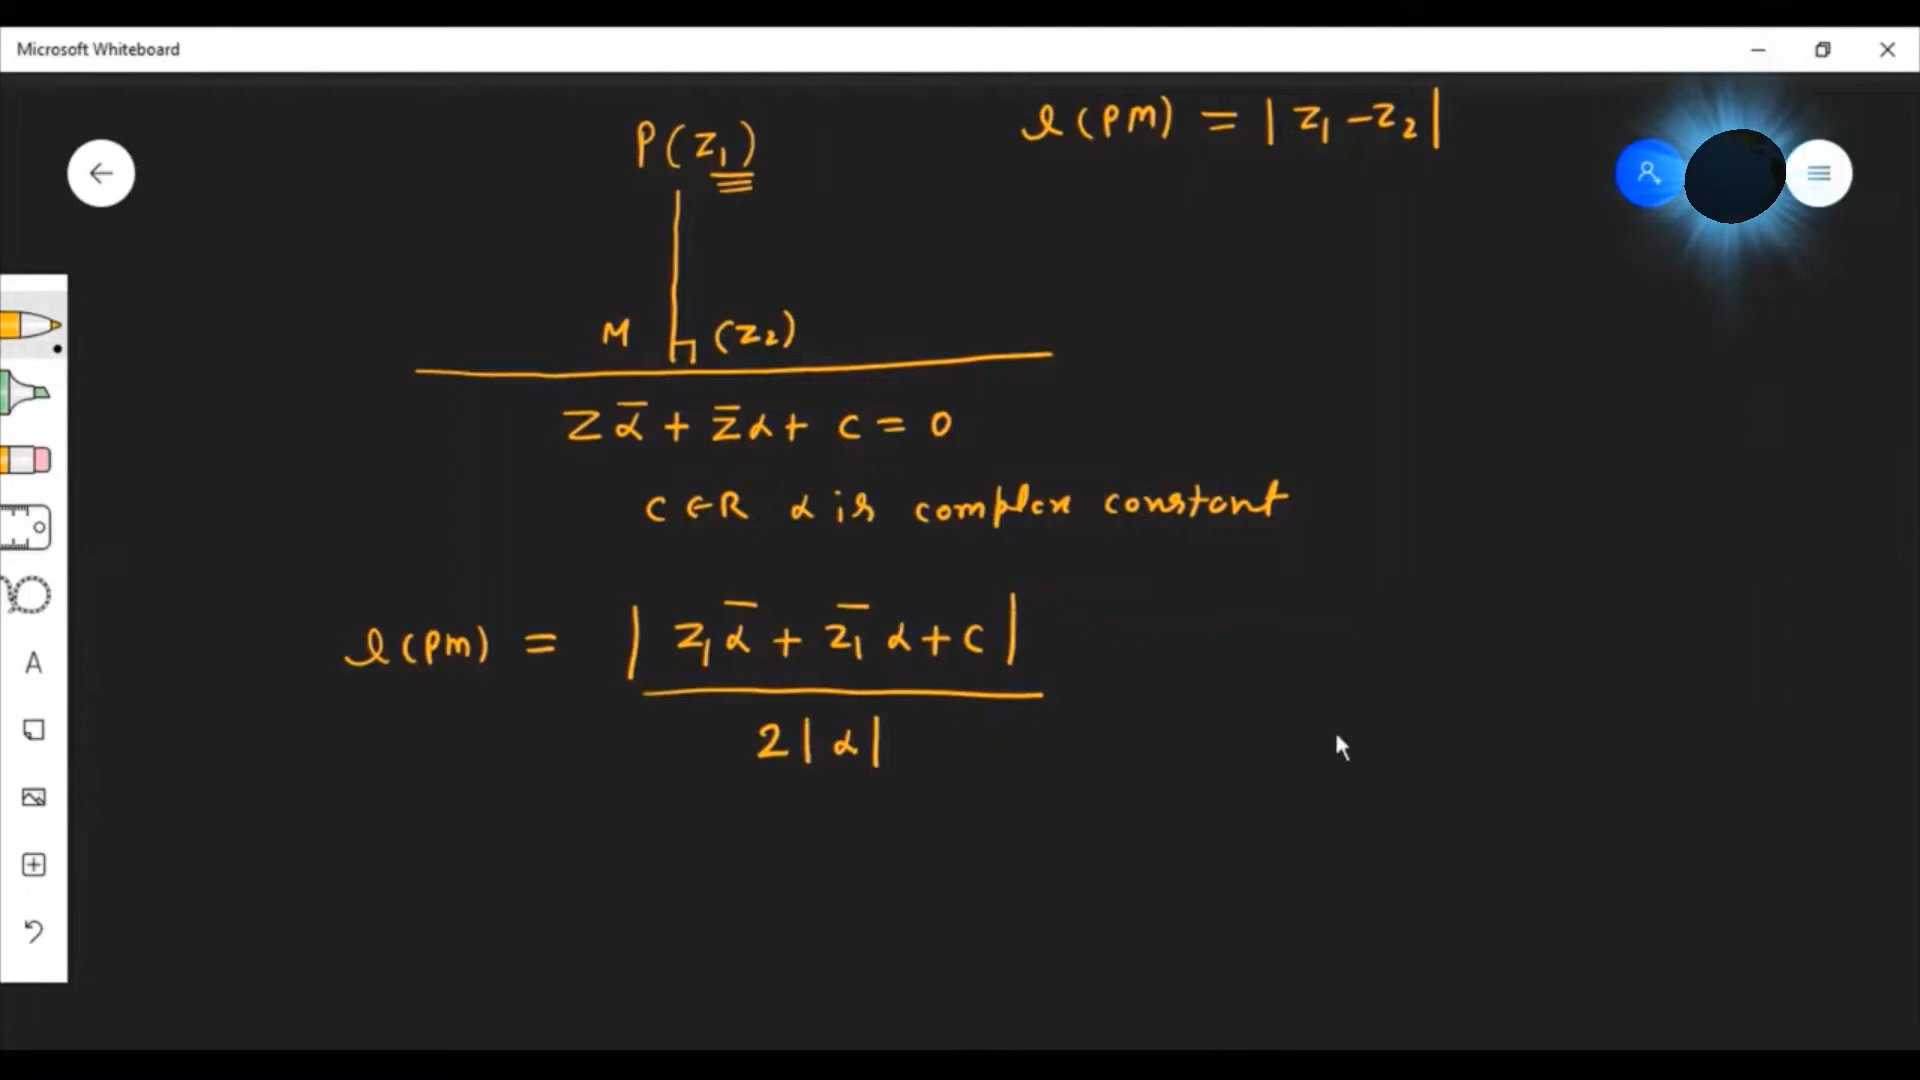 Microsoft Whiteboard
P(z₁)
l(PM) = |z₁ - z₂|
M (z₂)
zᾱ + z̄α + c = 0
c ∈ R α is complex constant
l(PM) = |z₁ᾱ + z̄₁α + c|
2|α|
A